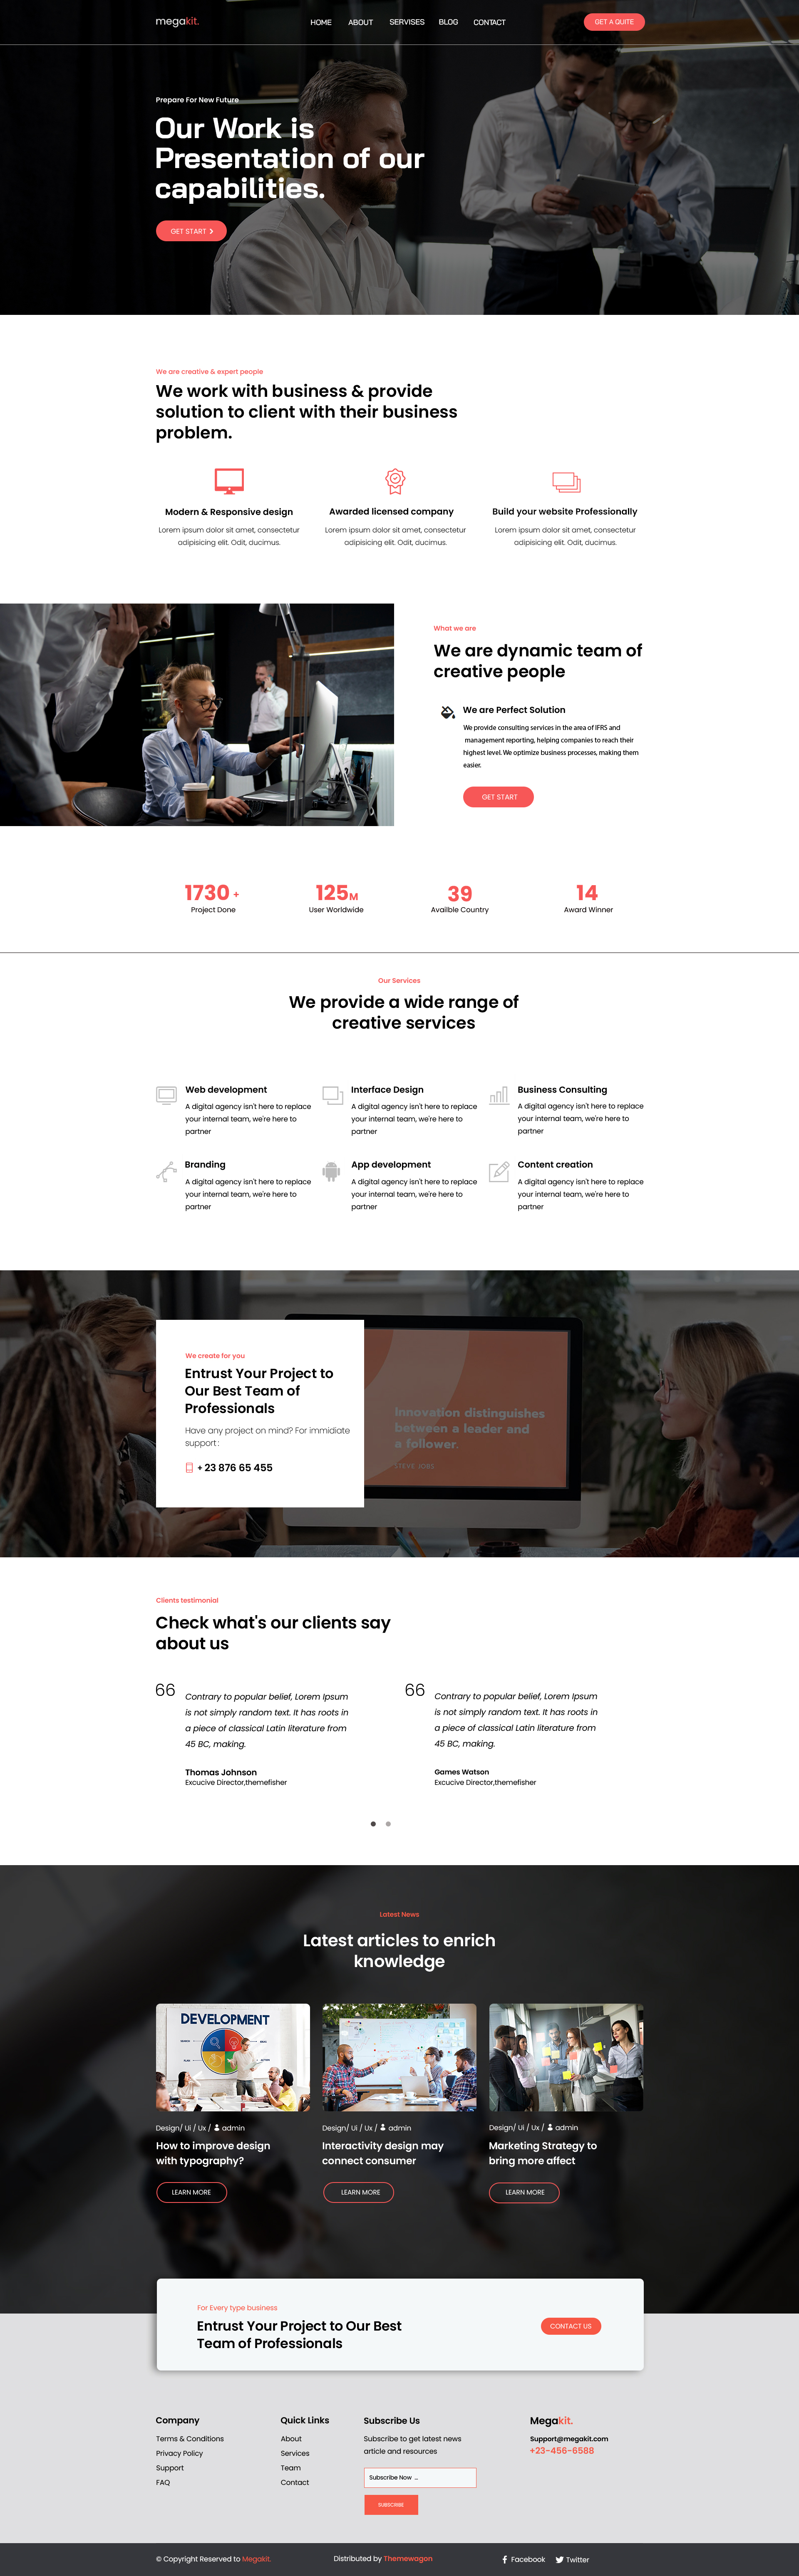 megakit.
HOME ABOUT SERVISES BLOG CONTACT
GET A QUITE
Prepare For New Future
Our Work is
Presentation of our
capabilities.
GET START
We are creative & expert people
We work with business & provide
solution to client with their business
problem.
Modern & Responsive design
Lorem ipsum dolor sit amet, consectetur
adipisicing elit. Odit, ducimus.
Awarded licensed company
Lorem ipsum dolor sit amet, consectetur
adipisicing elit. Odit, ducimus.
Build your website Professionally
Lorem ipsum dolor sit amet, consectetur
adipisicing elit. Odit, ducimus.
What we are
We are dynamic team of
creative people
We are Perfect Solution
We provide consulting services in the area of IFRS and
management reporting, helping companies to reach their
highest level. We optimize business processes, making them
easier.
GET START
1730 +
Project Done
125M
User Worldwide
39
Availble Country
14
Award Winner
Our Services
We provide a wide range of
creative services
Web development
A digital agency isn't here to replace
your internal team, we're here to
partner
Interface Design
A digital agency isn't here to replace
your internal team, we're here to
partner
Business Consulting
A digital agency isn't here to replace
your internal team, we're here to
partner
Branding
A digital agency isn't here to replace
your internal team, we're here to
partner
App development
A digital agency isn't here to replace
your internal team, we're here to
partner
Content creation
A digital agency isn't here to replace
your internal team, we're here to
partner
We create for you
Entrust Your Project to
Our Best Team of
Professionals
Have any project on mind? For immidiate
support :
+ 23 876 65 455
Innovation distinguishes
between a leader and
a follower.
STEVE JOBS
Clients testimonial
Check what's our clients say
about us
66
Contrary to popular belief, Lorem Ipsum
is not simply random text. It has roots in
a piece of classical Latin literature from
45 BC, making.
Thomas Johnson
Excucive Director,themefisher
66
Contrary to popular belief, Lorem Ipsum
is not simply random text. It has roots in
a piece of classical Latin literature from
45 BC, making.
Games Watson
Excucive Director,themefisher
Latest News
Latest articles to enrich
knowledge
DEVELOPMENT
Design/ Ui / Ux / admin
How to improve design
with typography?
LEARN MORE
Design/ Ui / Ux / admin
Interactivity design may
connect consumer
LEARN MORE
Design/ Ui / Ux / admin
Marketing Strategy to
bring more affect
LEARN MORE
For Every type business
Entrust Your Project to Our Best
Team of Professionals
CONTACT US
Company
Terms & Conditions
Privacy Policy
Support
FAQ
Quick Links
About
Services
Team
Contact
Subscribe Us
Subscribe to get latest news
article and resources
Subscribe Now ...
SUBSCRIBE
Megakit.
Support@megakit.com
+23-456-6588
© Copyright Reserved to Megakit.
Distributed by Themewagon
Facebook
Twitter